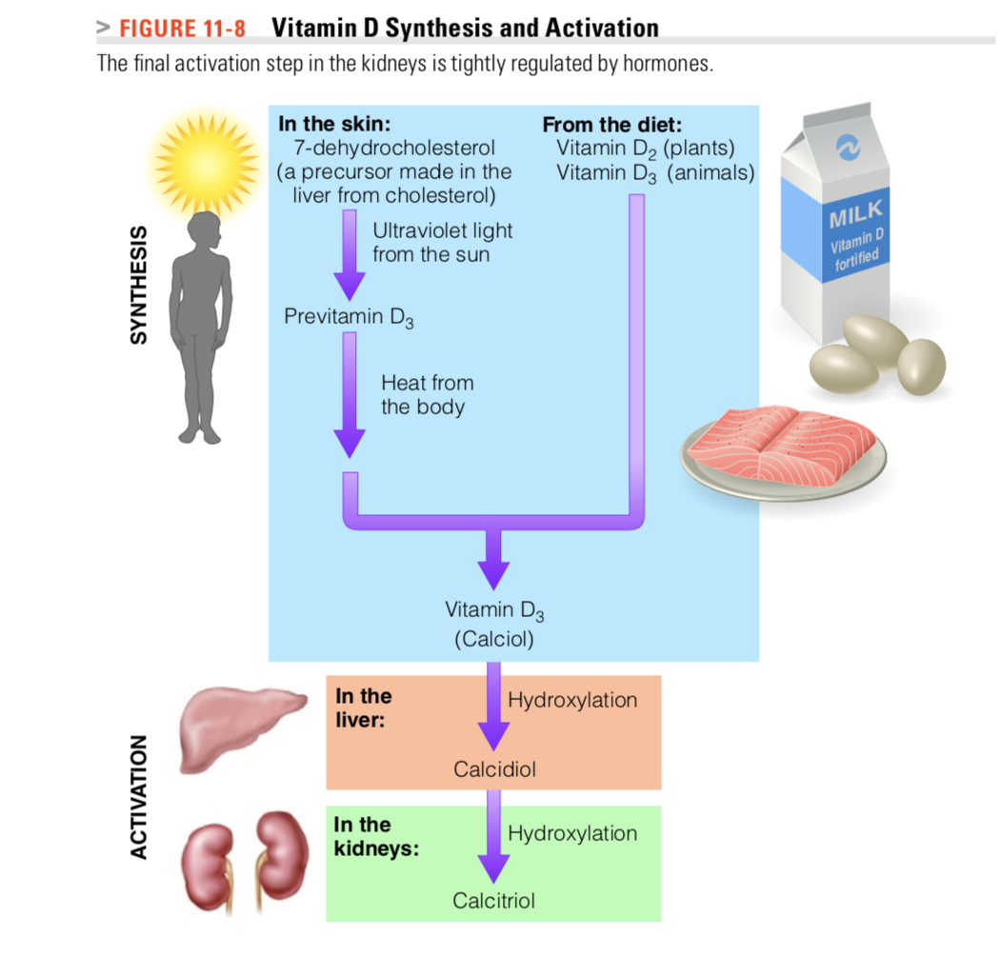 > FIGURE 11-8 Vitamin D Synthesis and Activation
The final activation step in the kidneys is tightly regulated by hormones.
SYNTHESIS
In the skin:
7-dehydrocholesterol
(a precursor made in the
liver from cholesterol)
From the diet:
Vitamin D₂ (plants)
Vitamin D₃ (animals)
MILK
Vitamin D
fortified
Ultraviolet light
from the sun
Previtamin D₃
Heat from
the body
Vitamin D₃
(Calciol)
ACTIVATION
In the
liver:
Hydroxylation
Calcidiol
In the
kidneys:
Hydroxylation
Calcitriol